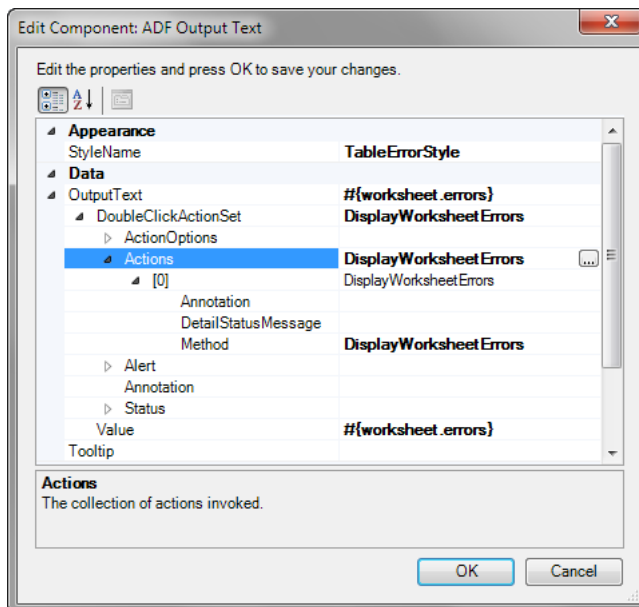 Edit Component: ADF Output Text
Edit the properties and press OK to save your changes.
Appearance
StyleName TableErrorStyle
Data
OutputText #{worksheet.errors}
DoubleClickActionSet DisplayWorksheetErrors
ActionOptions
Actions DisplayWorksheetErrors ...
[0] DisplayWorksheetErrors
Annotation
DetailStatusMessage
Method DisplayWorksheetErrors
Alert
Annotation
Status
Value #{worksheet.errors}
Tooltip
Actions
The collection of actions invoked.
OK Cancel